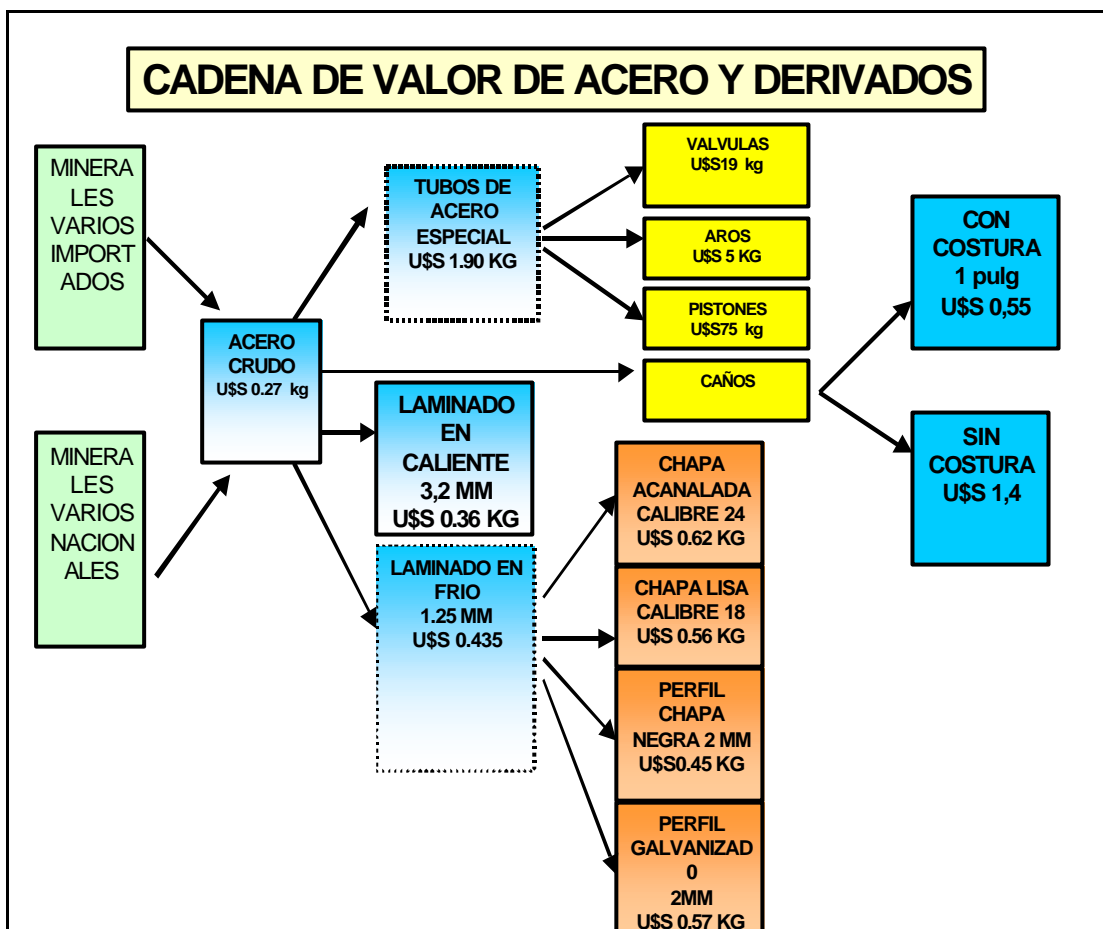 CADENA DE VALOR DE ACERO Y DERIVADOS
MINERA
LES
VARIOS
IMPORT
ADOS
MINERA
LES
VARIOS
NACION
ALES
ACERO
CRUDO
U$S 0.27 kg
TUBOS DE
ACERO
ESPECIAL
U$S 1.90 KG
LAMINADO
EN
CALIENTE
3,2 MM
U$S 0.36 KG
LAMINADO EN
FRIO
1.25 MM
U$S 0.435
VALVULAS
U$S19 kg
AROS
U$S 5 KG
PISTONES
U$S75 kg
CAÑOS
CHAPA
ACANALADA
CALIBRE 24
U$S 0.62 KG
CHAPA LISA
CALIBRE 18
U$S 0.56 KG
PERFIL
CHAPA
NEGRA 2 MM
U$S0.45 KG
PERFIL
GALVANIZAD
0
2MM
U$S 0.57 KG
CON
COSTURA
1 pulg
U$S 0,55
SIN
COSTURA
U$S 1,4